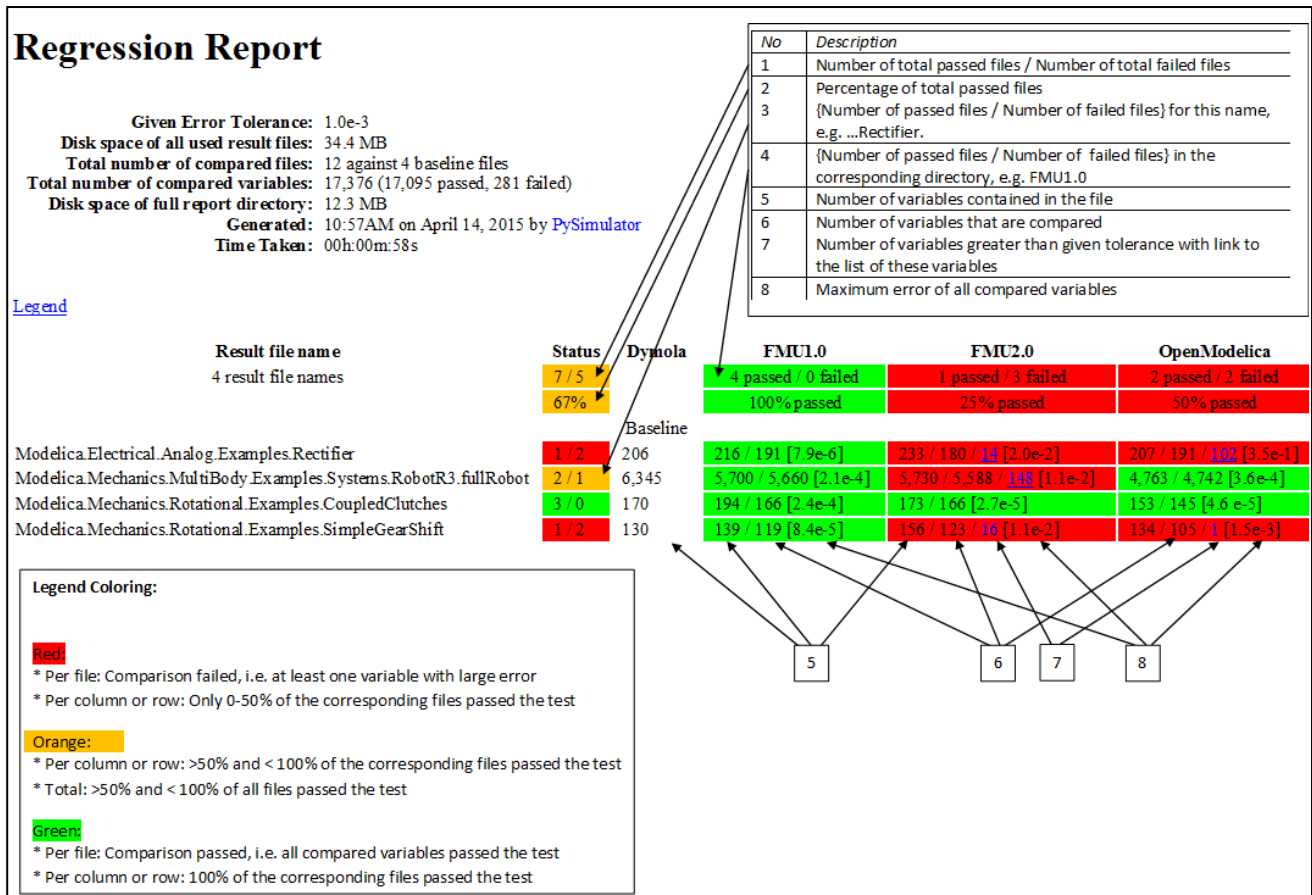 Regression Report
Given Error Tolerance: 1.0e-3
Disk space of all used result files: 34.4 MB
Total number of compared files: 12 against 4 baseline files
Total number of compared variables: 17,376 (17,095 passed, 281 failed)
Disk space of full report directory: 12.3 MB
Generated: 10:57AM on April 14, 2015 by PySimulator
Time Taken: 00h:00m:58s
Legend
No Description
1 Number of total passed files / Number of total failed files
2 Percentage of total passed files
3 {Number of passed files / Number of failed files} for this name,
e.g. ...Rectifier.
4 {Number of passed files / Number of failed files} in the
corresponding directory, e.g. FMU1.0
5 Number of variables contained in the file
6 Number of variables that are compared
7 Number of variables greater than given tolerance with link to
the list of these variables
8 Maximum error of all compared variables
Result file name Status Dymola FMU1.0 FMU2.0 OpenModelica
4 result file names 7 / 5 4 passed / 0 failed 1 passed / 3 failed 2 passed / 2 failed
67% 100% passed 25% passed 50% passed
Baseline
Modelica.Electrical.Analog.Examples.Rectifier 1 / 2 206 216 / 191 [7.9e-6] 233 / 180 / 14 [2.0e-2] 207 / 191 / 102 [3.5e-1]
Modelica.Mechanics.MultiBody.Examples.Systems.RobotR3.fullRobot 2 / 1 6,345 5,700 / 5,660 [2.1e-4] 5,730 / 5,588 / 148 [1.1e-2] 4,763 / 4,742 [3.6e-4]
Modelica.Mechanics.Rotational.Examples.CoupledClutches 3 / 0 170 194 / 166 [2.4e-4] 173 / 166 [2.7e-5] 153 / 145 [4.6 e-5]
Modelica.Mechanics.Rotational.Examples.SimpleGearShift 1 / 2 130 139 / 119 [8.4e-5] 156 / 123 / 16 [1.1e-2] 134 / 105 / 1 [1.5e-3]
5 6 7 8
Legend Coloring:
Red:
* Per file: Comparison failed, i.e. at least one variable with large error
* Per column or row: Only 0-50% of the corresponding files passed the test
Orange:
* Per column or row: >50% and < 100% of the corresponding files passed the test
* Total: >50% and < 100% of all files passed the test
Green:
* Per file: Comparison passed, i.e. all compared variables passed the test
* Per column or row: 100% of the corresponding files passed the test